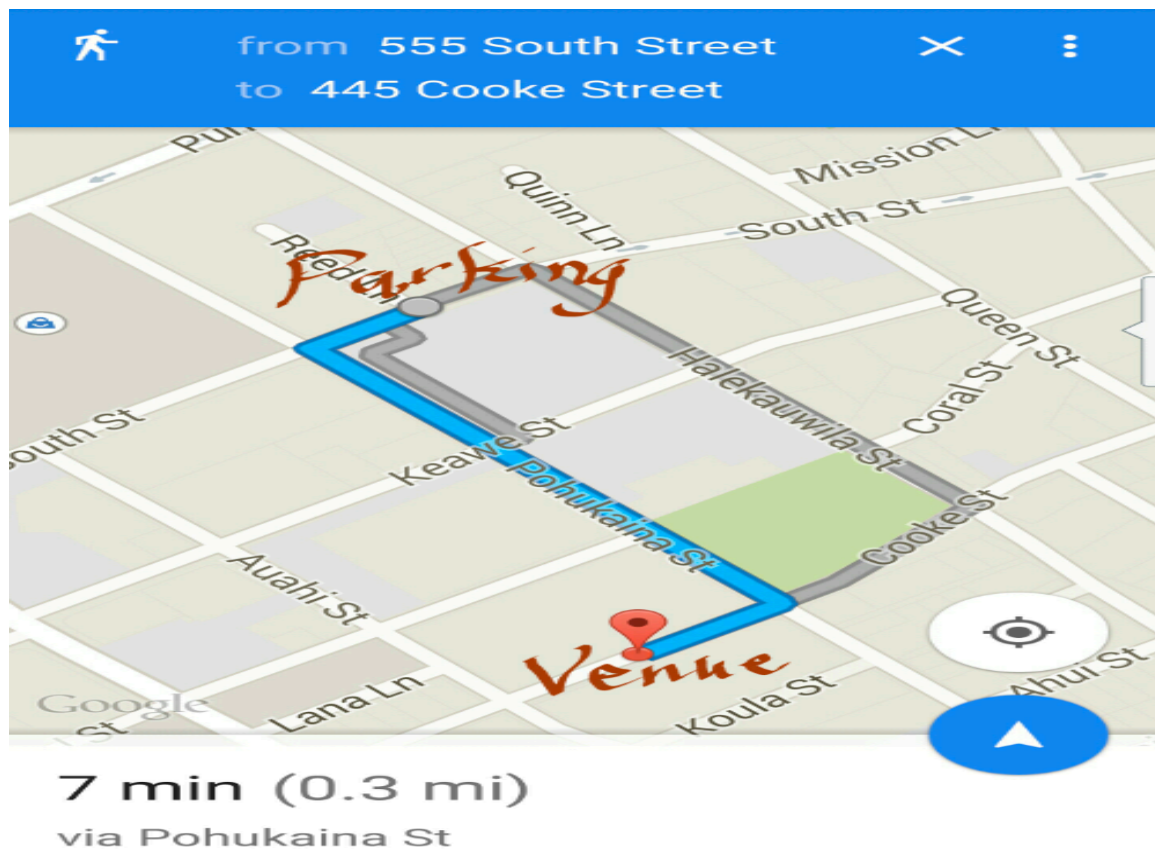 from 555 South Street
to 445 Cooke Street
Mission Ln
Quinn Ln
South St
Reed Ln
Parking
Queen St
Halekauwila St
Coral St
South St
Keawe St
Pohukaina St
Cooke St
Auahi St
Venue
Ahui St
Lana Ln
Koula St
Google
St
7 min (0.3 mi)
via Pohukaina St